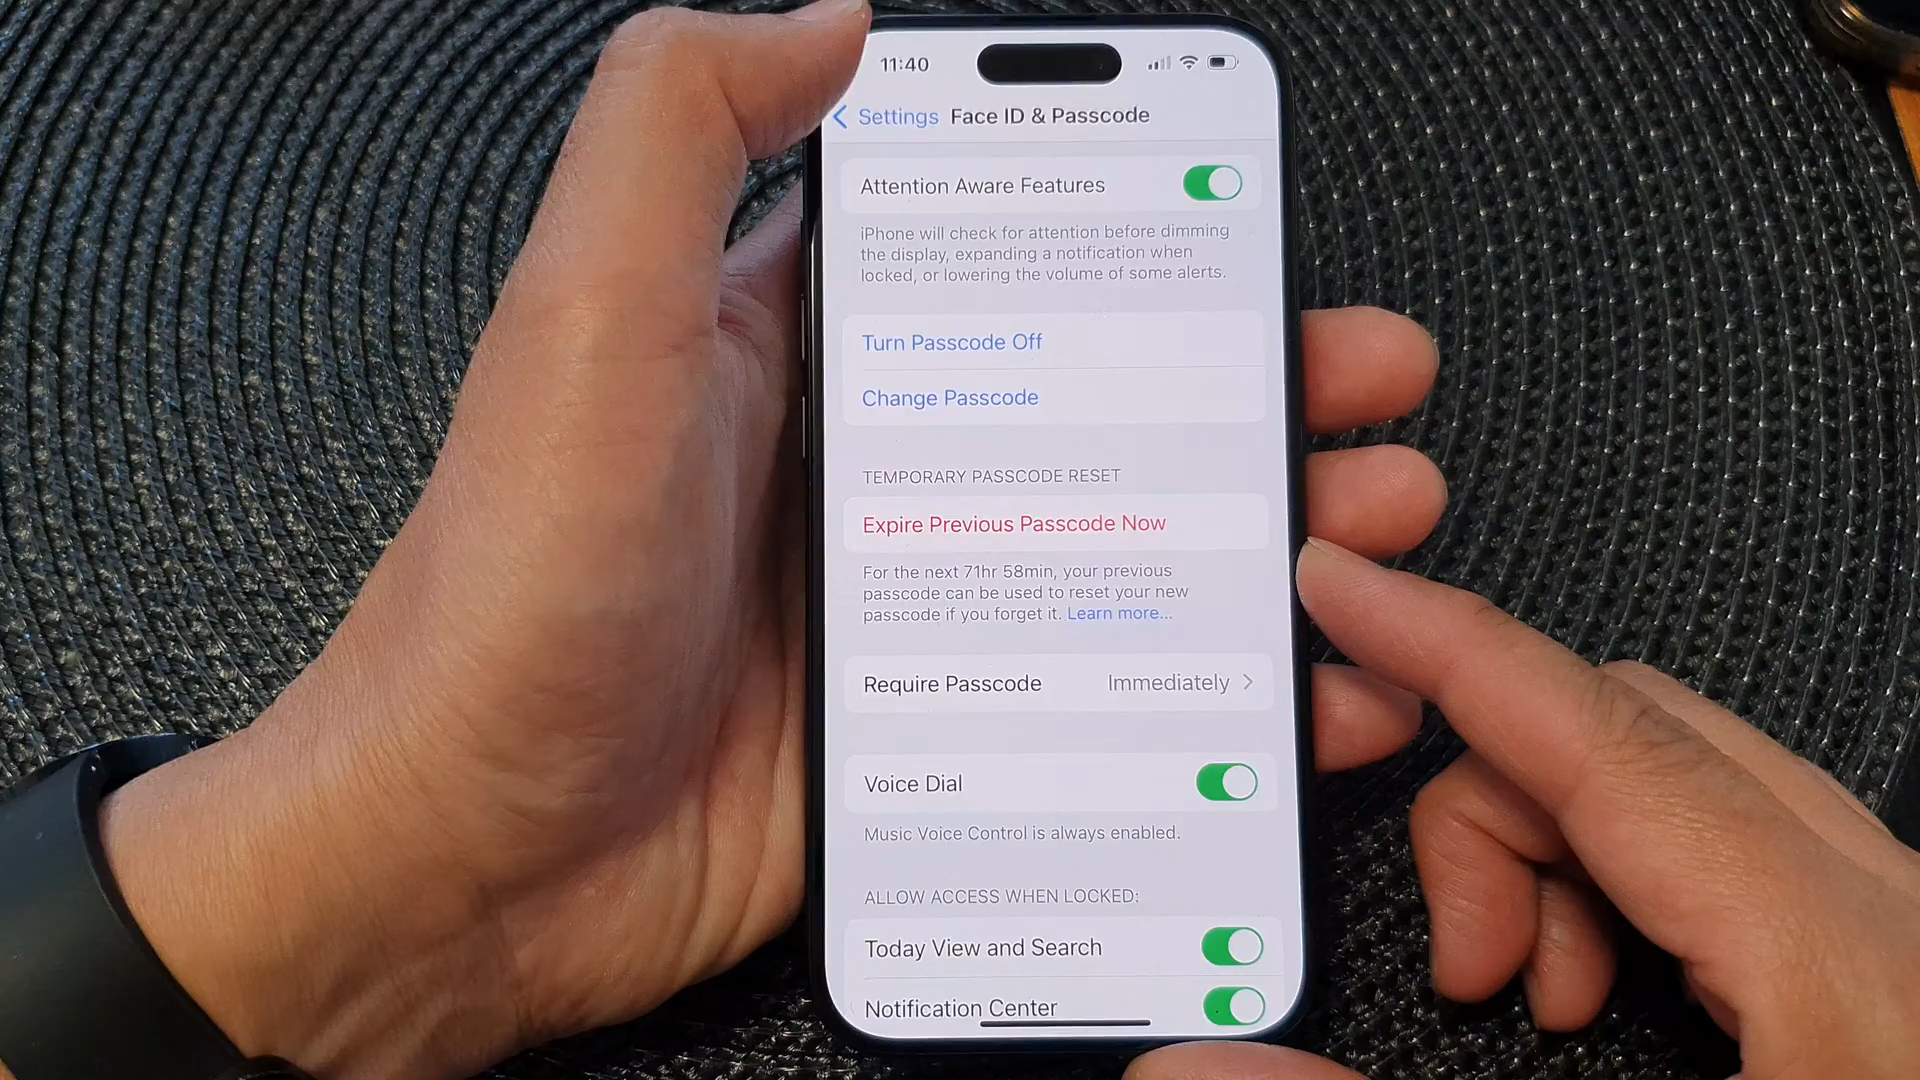 11:40
Settings Face ID & Passcode
Attention Aware Features
iPhone will check for attention before dimming
the display, expanding a notification when
locked, or lowering the volume of some alerts.
Turn Passcode Off
Change Passcode
TEMPORARY PASSCODE RESET
Expire Previous Passcode Now
For the next 71hr 58min, your previous
passcode can be used to reset your new
passcode if you forget it. Learn more...
Require Passcode Immediately
Voice Dial
Music Voice Control is always enabled.
ALLOW ACCESS WHEN LOCKED:
Today View and Search
Notification Center